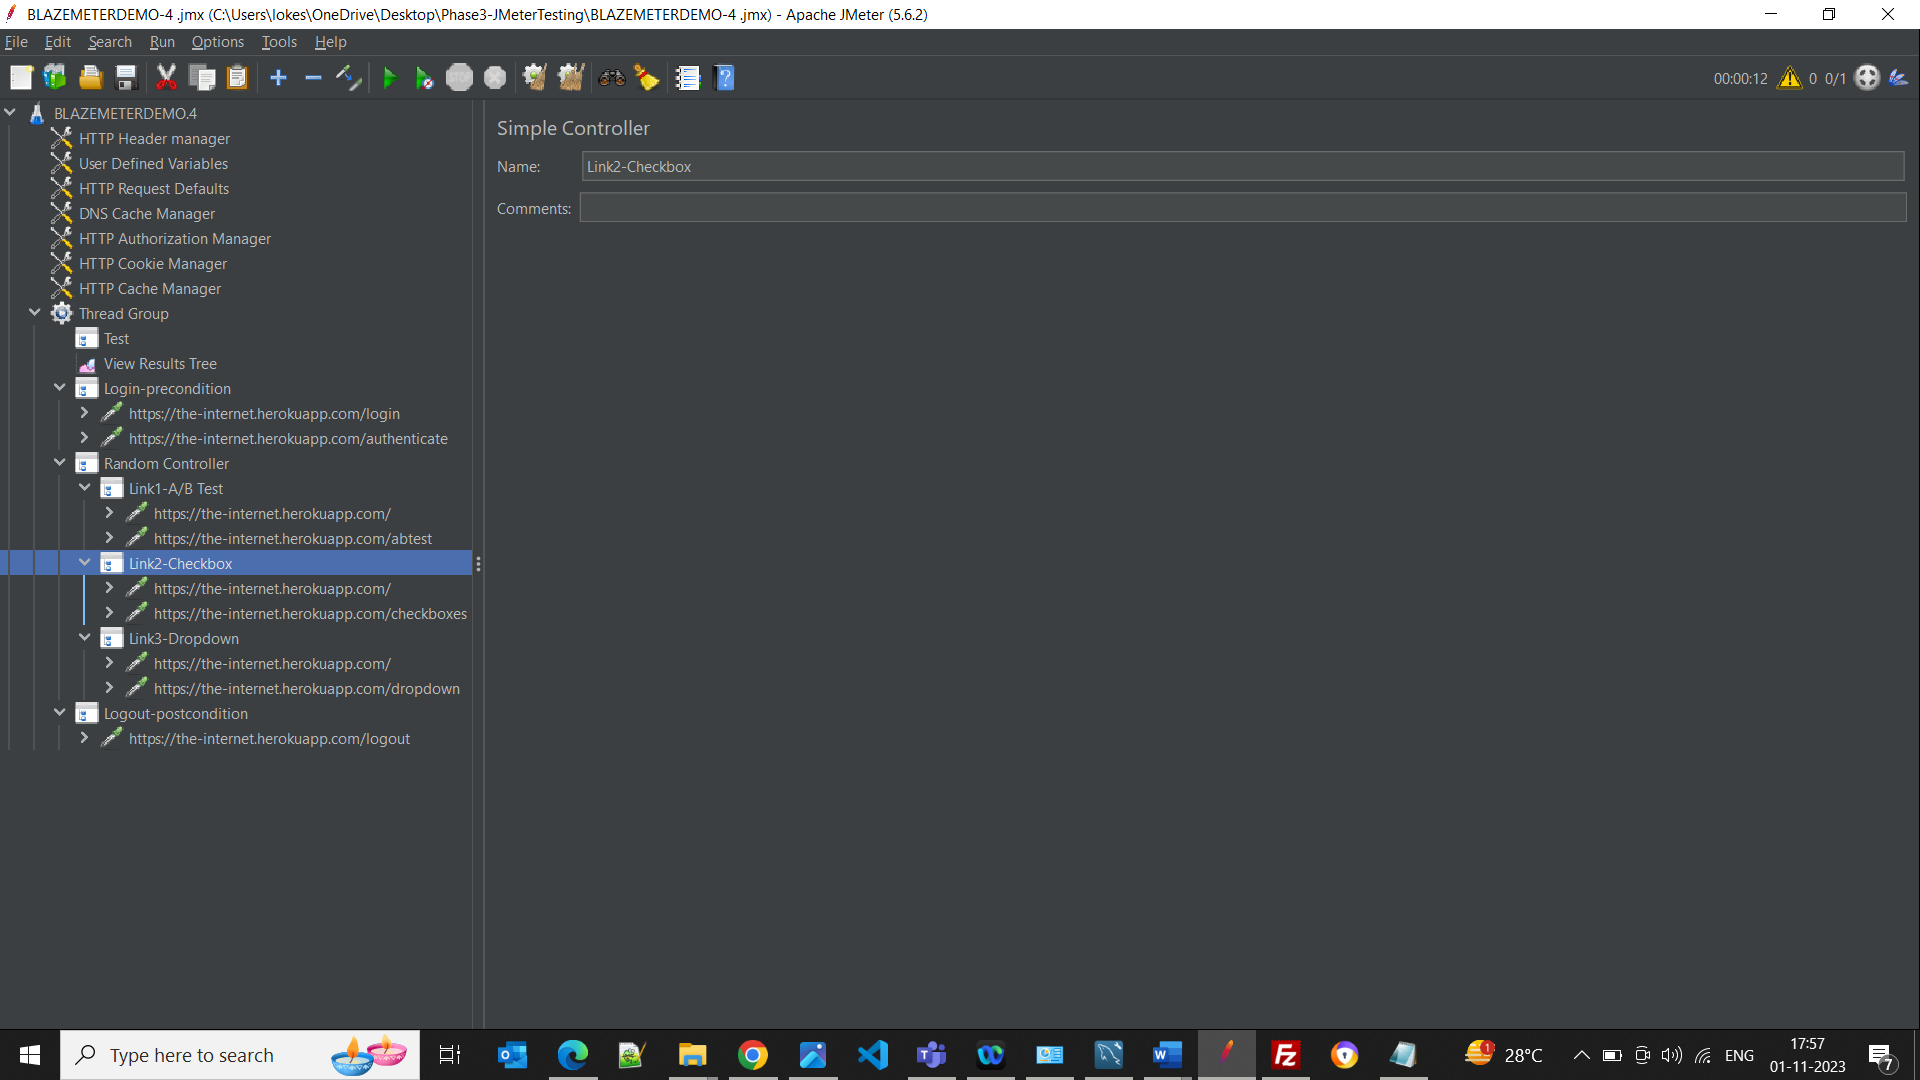 BLAZEMETERDEMO-4 .jmx (C:\Users\lokes\OneDrive\Desktop\Phase3-JMeterTesting\BLAZEMETERDEMO-4 .jmx) - Apache JMeter (5.6.2)
File Edit Search Run Options Tools Help
STOP
00:00:12 0 0/1
BLAZEMETERDEMO.4
HTTP Header manager
User Defined Variables
HTTP Request Defaults
DNS Cache Manager
HTTP Authorization Manager
HTTP Cookie Manager
HTTP Cache Manager
Thread Group
Test
View Results Tree
Login-precondition
https://the-internet.herokuapp.com/login
https://the-internet.herokuapp.com/authenticate
Random Controller
Link1-A/B Test
https://the-internet.herokuapp.com/
https://the-internet.herokuapp.com/abtest
Link2-Checkbox
https://the-internet.herokuapp.com/
https://the-internet.herokuapp.com/checkboxes
Link3-Dropdown
https://the-internet.herokuapp.com/
https://the-internet.herokuapp.com/dropdown
Logout-postcondition
https://the-internet.herokuapp.com/logout
Simple Controller
Name: Link2-Checkbox
Comments:
Type here to search
1 28°C
ENG
17:57
01-11-2023
7